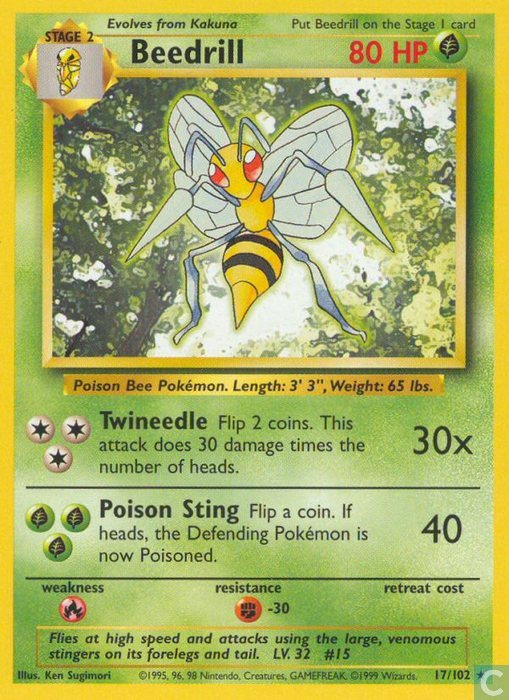 Evolves from Kakuna
Put Beedrill on the Stage 1 card
STAGE 2
Beedrill
80 HP
Poison Bee Pokémon. Length: 3' 3", Weight: 65 lbs.
Twineedle Flip 2 coins. This
attack does 30 damage times the
number of heads.
30x
Poison Sting Flip a coin. If
heads, the Defending Pokémon is
now Poisoned.
40
weakness
resistance
retreat cost
-30
Flies at high speed and attacks using the large, venomous
stingers on its forelegs and tail. LV. 32 #15
Illus. Ken Sugimori
©1995, 96, 98 Nintendo, Creatures, GAMEFREAK. ©1999 Wizards.
17/102 ★
C